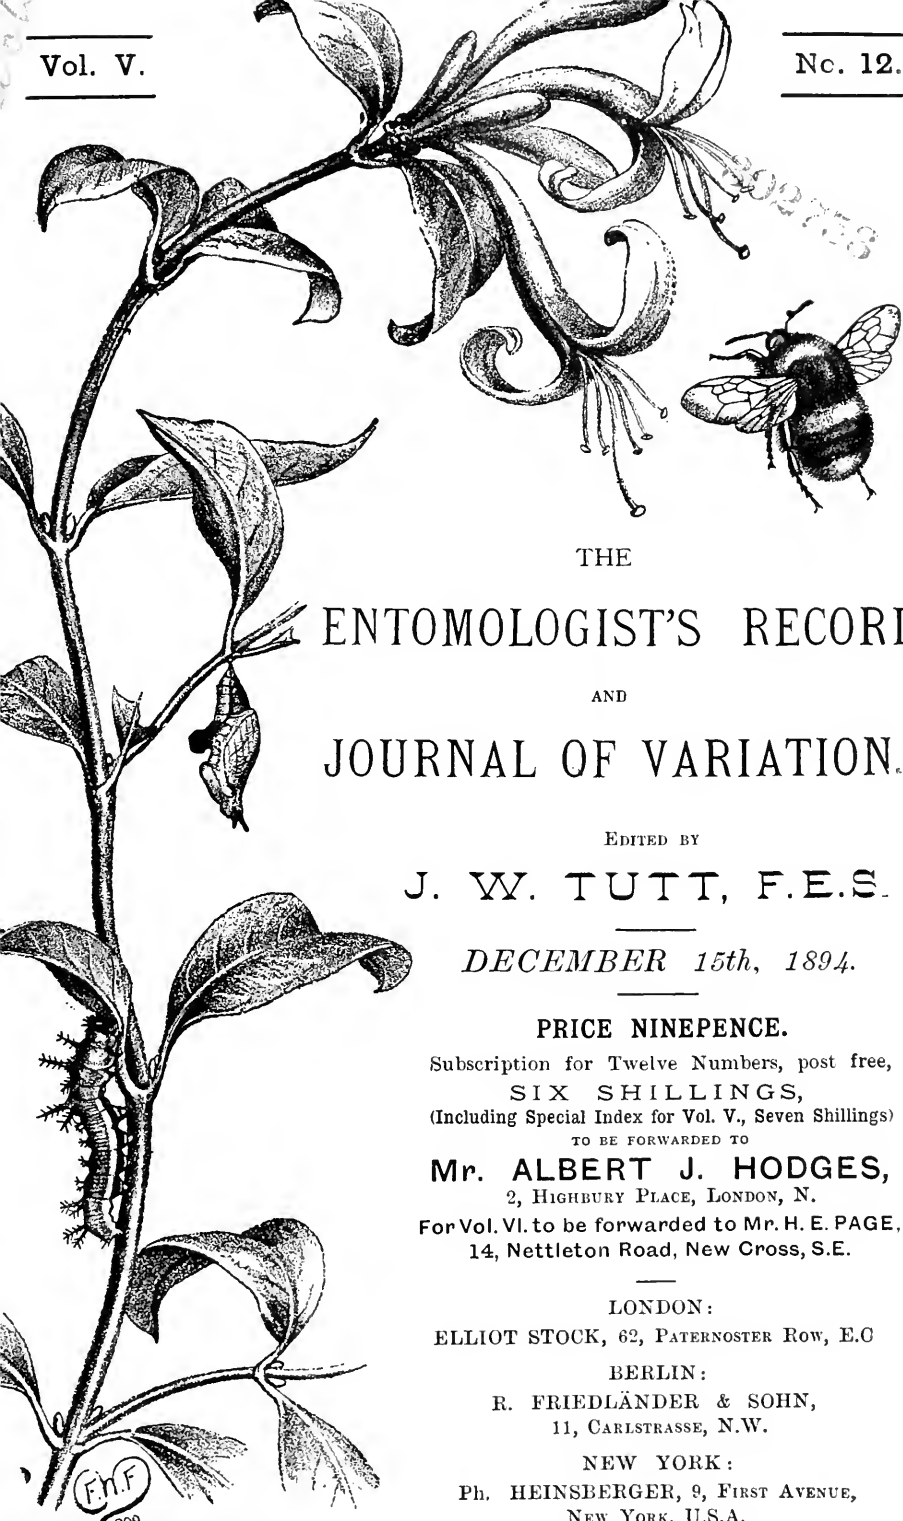 Vol. V.
No. 12.
THE
ENTOMOLOGIST'S RECORD
AND
JOURNAL OF VARIATION.
EDITED BY
J. W. TUTT, F.E.S.
DECEMBER 15th, 1894.
PRICE NINEPENCE.
Subscription for Twelve Numbers, post free,
SIX SHILLINGS,
(Including Special Index for Vol. V., Seven Shillings)
TO BE FORWARDED TO
Mr. ALBERT J. HODGES,
2, HIGHBURY PLACE, LONDON, N.
For Vol. VI. to be forwarded to Mr. H. E. PAGE,
14, Nettleton Road, New Cross, S.E.
LONDON:
ELLIOT STOCK, 62, PATERNOSTER ROW, E.C
BERLIN:
R. FRIEDLÄNDER & SOHN,
11, CARLSTRASSE, N.W.
NEW YORK:
Ph. HEINSBERGER, 9, FIRST AVENUE,
NEW YORK, U.S.A.
F.N.F